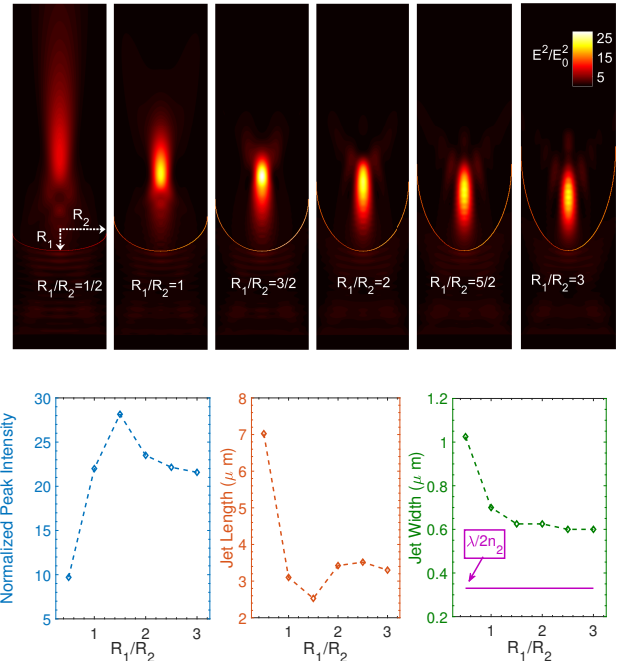 E²/E₀²
25
15
5
R₂
R₁
R₁/R₂=1/2
R₁/R₂=1
R₁/R₂=3/2
R₁/R₂=2
R₁/R₂=5/2
R₁/R₂=3
Normalized Peak Intensity
30
25
20
15
10
5
1 2 3
R₁/R₂
Jet Length (μ m)
8
7
6
5
4
3
2
1 2 3
R₁/R₂
Jet Width (μ m)
1.2
1
0.8
0.6
0.4
0.2
λ/2n₂
1 2 3
R₁/R₂